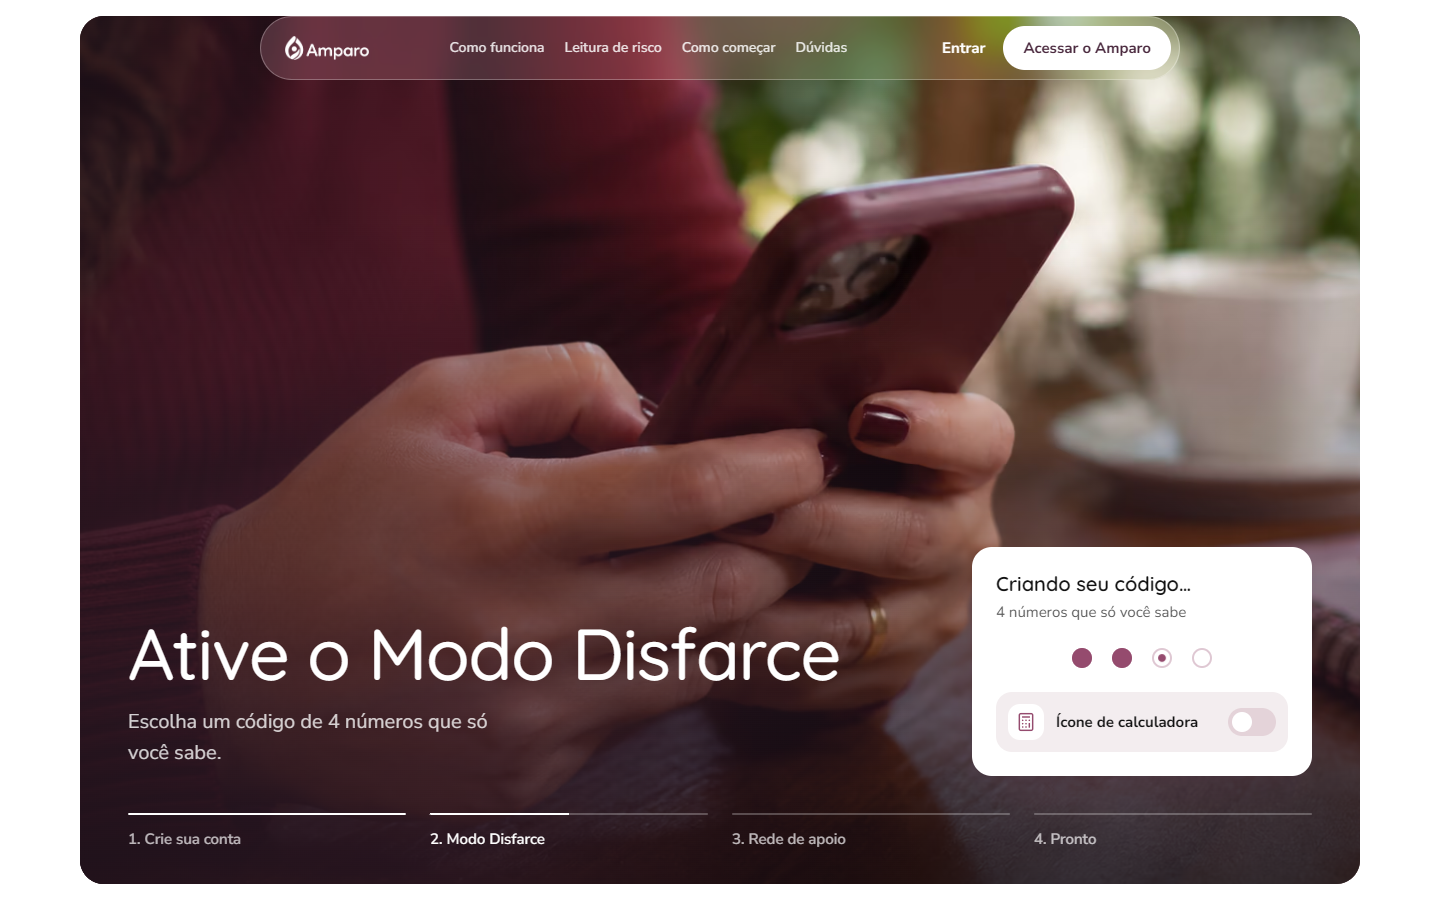 Amparo
Como funciona
Leitura de risco
Como começar
Dúvidas
Entrar
Acessar o Amparo
Criando seu código...
4 números que só você sabe
Ícone de calculadora
Ative o Modo Disfarce
Escolha um código de 4 números que só
você sabe.
1. Crie sua conta
2. Modo Disfarce
3. Rede de apoio
4. Pronto